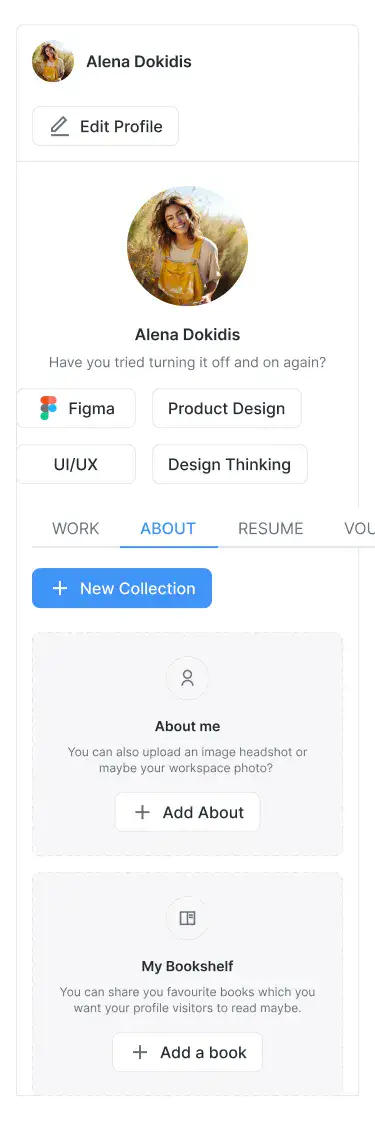 Alena Dokidis
Edit Profile
Alena Dokidis
Have you tried turning it off and on again?
Figma
Product Design
UI/UX
Design Thinking
WORK
ABOUT
RESUME
VOU
New Collection
About me
You can also upload an image headshot or
maybe your workspace photo?
Add About
My Bookshelf
You can share you favourite books which you
want your profile visitors to read maybe.
Add a book